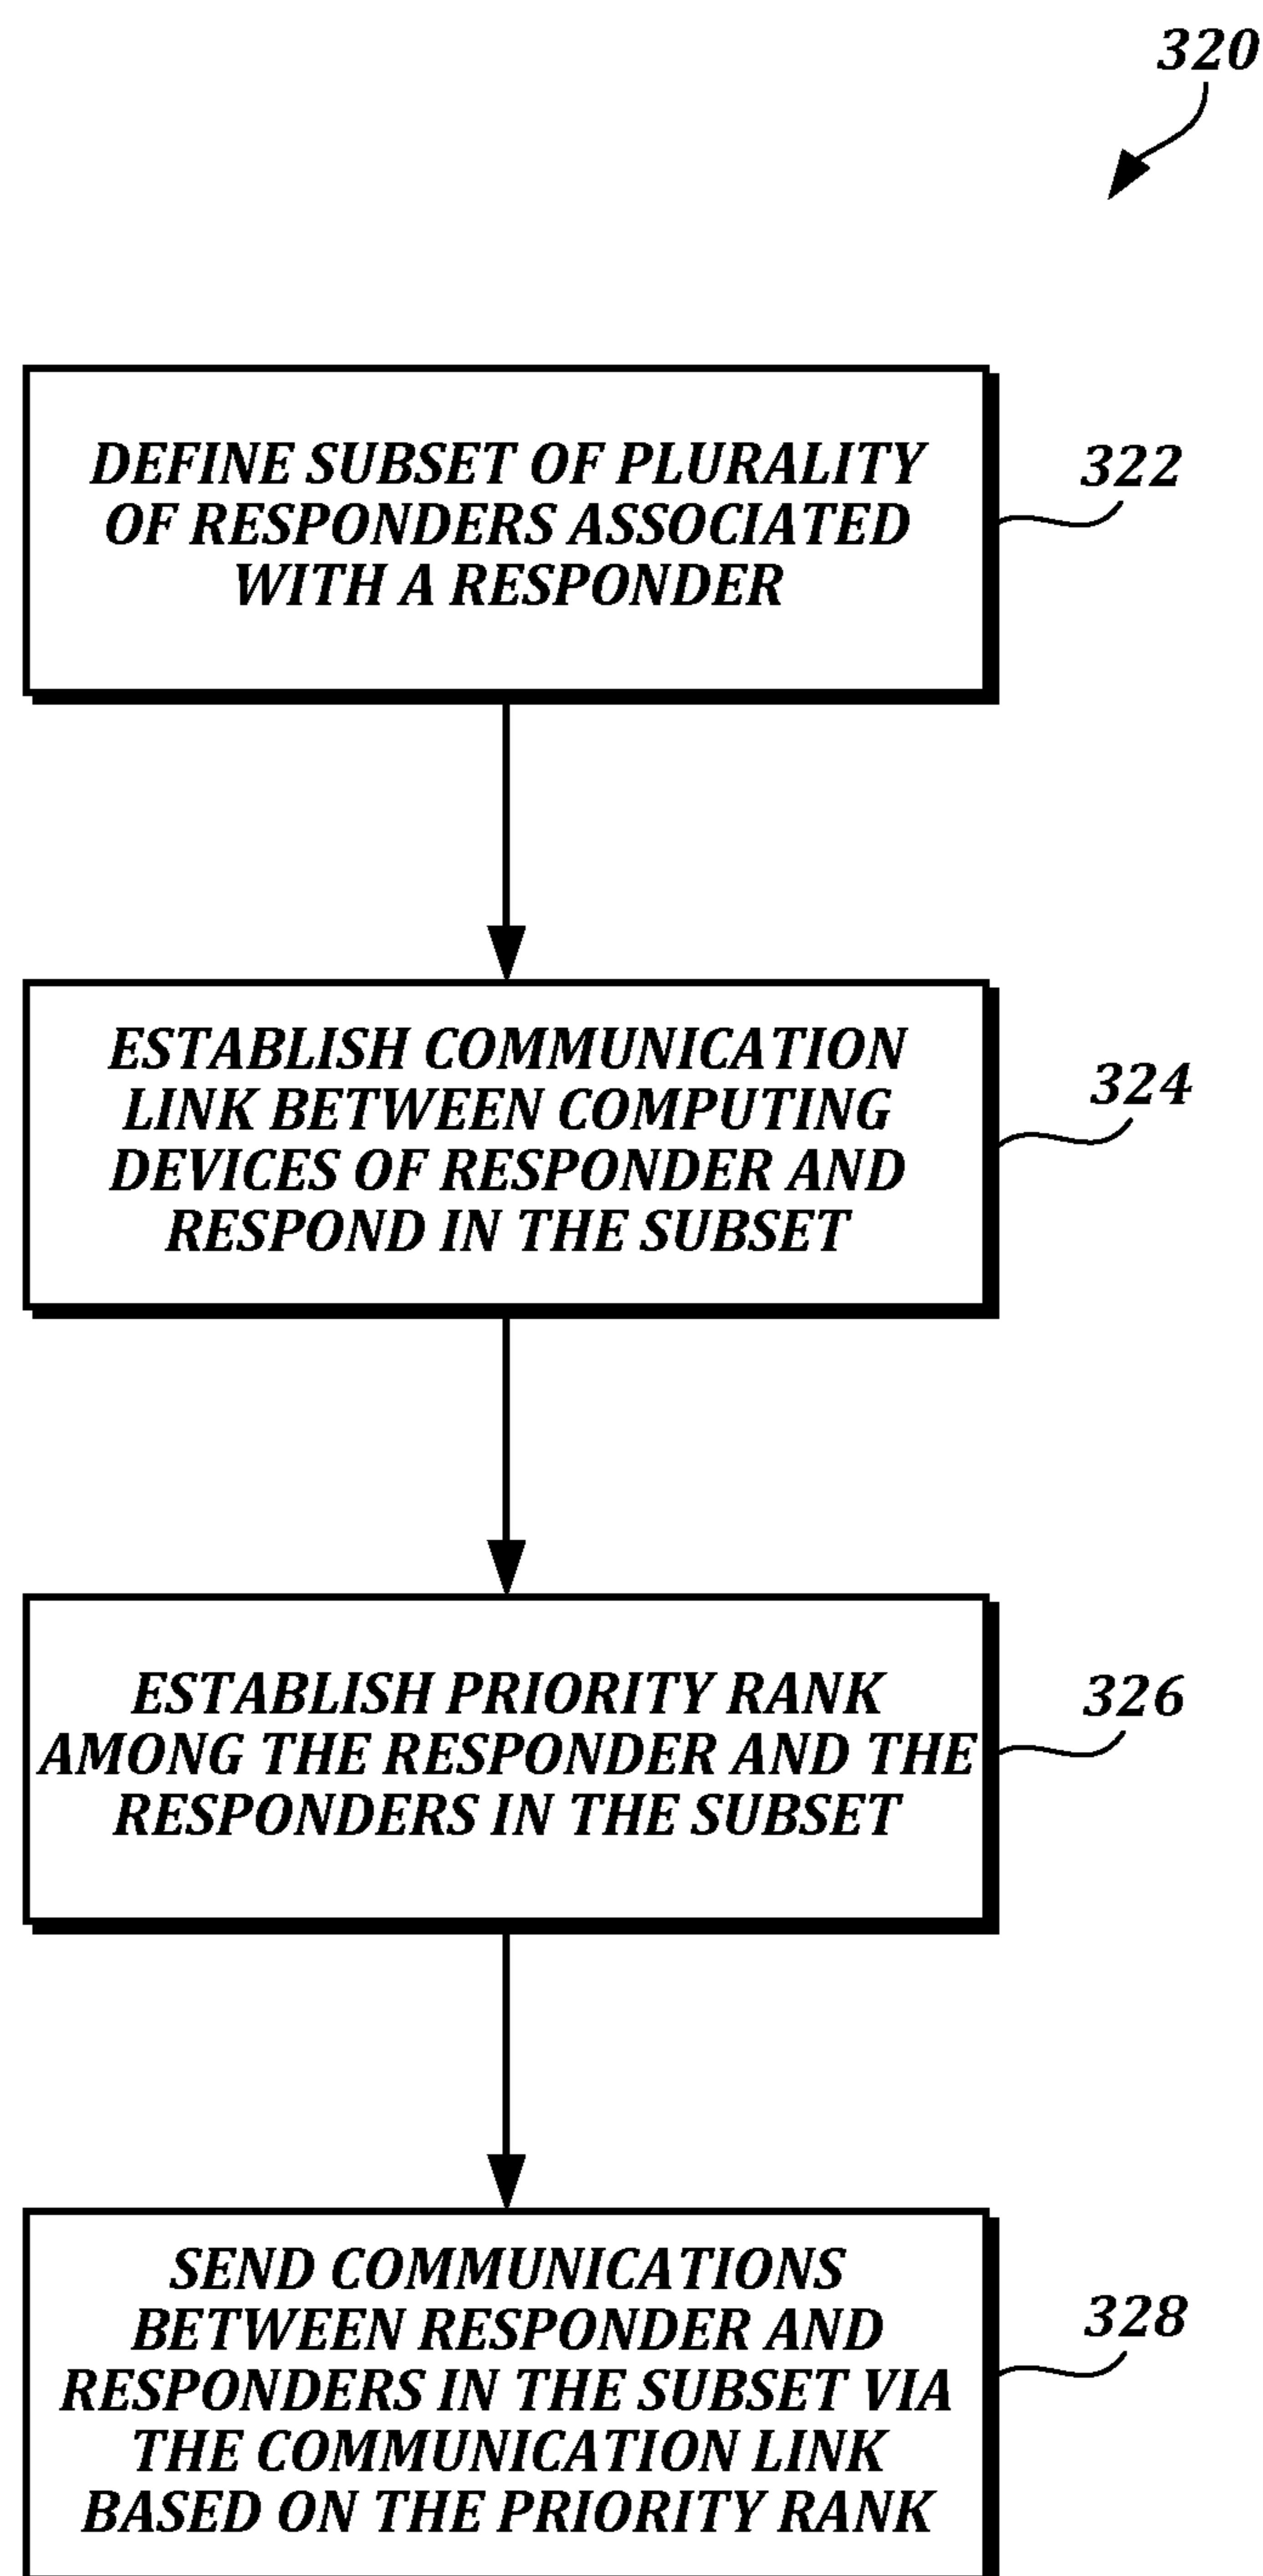 320
DEFINE SUBSET OF PLURALITY
OF RESPONDERS ASSOCIATED
WITH A RESPONDER
322
ESTABLISH COMMUNICATION
LINK BETWEEN COMPUTING
DEVICES OF RESPONDER AND
RESPOND IN THE SUBSET
324
ESTABLISH PRIORITY RANK
AMONG THE RESPONDER AND THE
RESPONDERS IN THE SUBSET
326
SEND COMMUNICATIONS
BETWEEN RESPONDER AND
RESPONDERS IN THE SUBSET VIA
THE COMMUNICATION LINK
BASED ON THE PRIORITY RANK
328